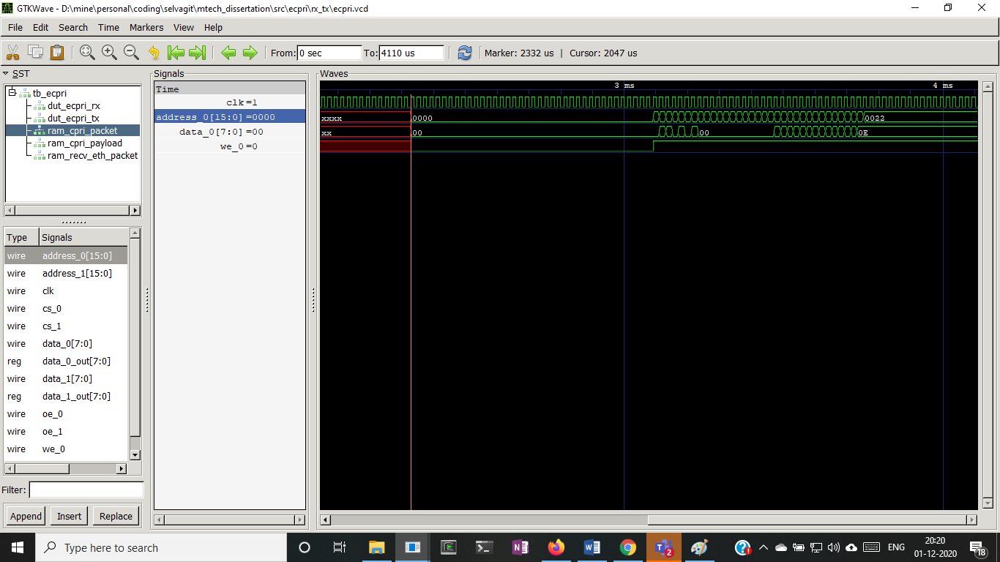 GTKWave - D:\mine\personal\coding\selvagit\mtech_dissertation\src\ecpri\rx_tx\ecpri.vcd
File Edit Search Time Markers View Help
From: 0 sec To: 4110 us Marker: 2332 us | Cursor: 2047 us
SST
tb_ecpri
dut_ecpri_rx
dut_ecpri_tx
ram_cpri_packet
ram_cpri_payload
ram_recv_eth_packet
Type Signals
wire address_0[15:0]
wire address_1[15:0]
wire clk
wire cs_0
wire cs_1
wire data_0[7:0]
reg data_0_out[7:0]
wire data_1[7:0]
reg data_1_out[7:0]
wire oe_0
wire oe_1
wire we_0
Filter:
Append Insert Replace
Signals
Time
clk =1
address_0[15:0] =0000
data_0[7:0] =00
we_0 =0
Waves
3 ms 4 ms
xxxx 0000 0022
xx 00 00 0E
Type here to search
2
ENG
20:20
01-12-2020
18